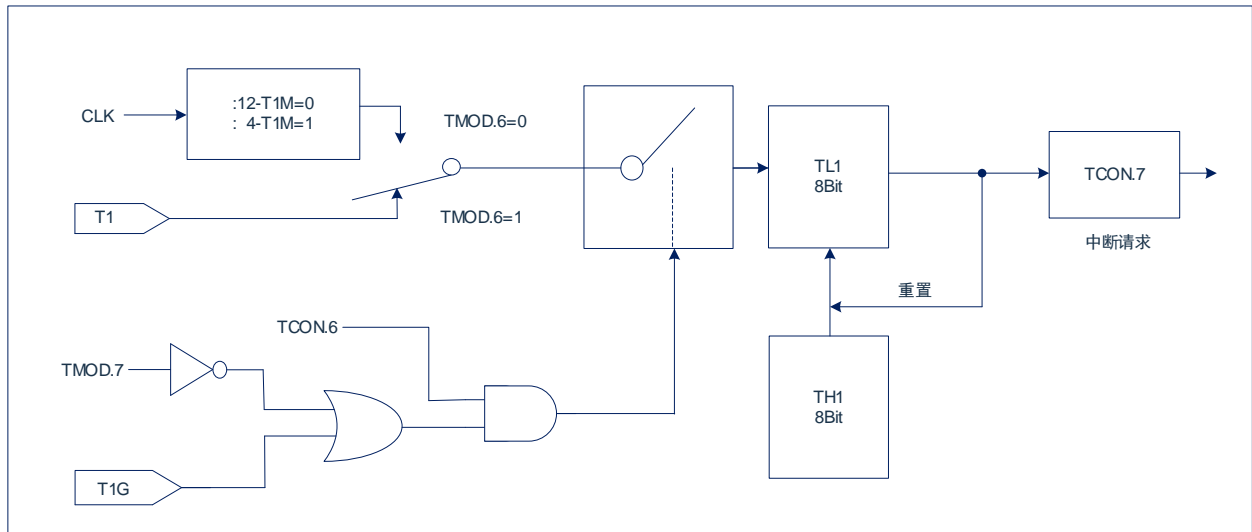 :12-T1M=0
: 4-T1M=1
CLK
TMOD.6=0
T1
TMOD.6=1
TL1
8Bit
TCON.7
中断请求
重置
TCON.6
TMOD.7
TH1
8Bit
T1G